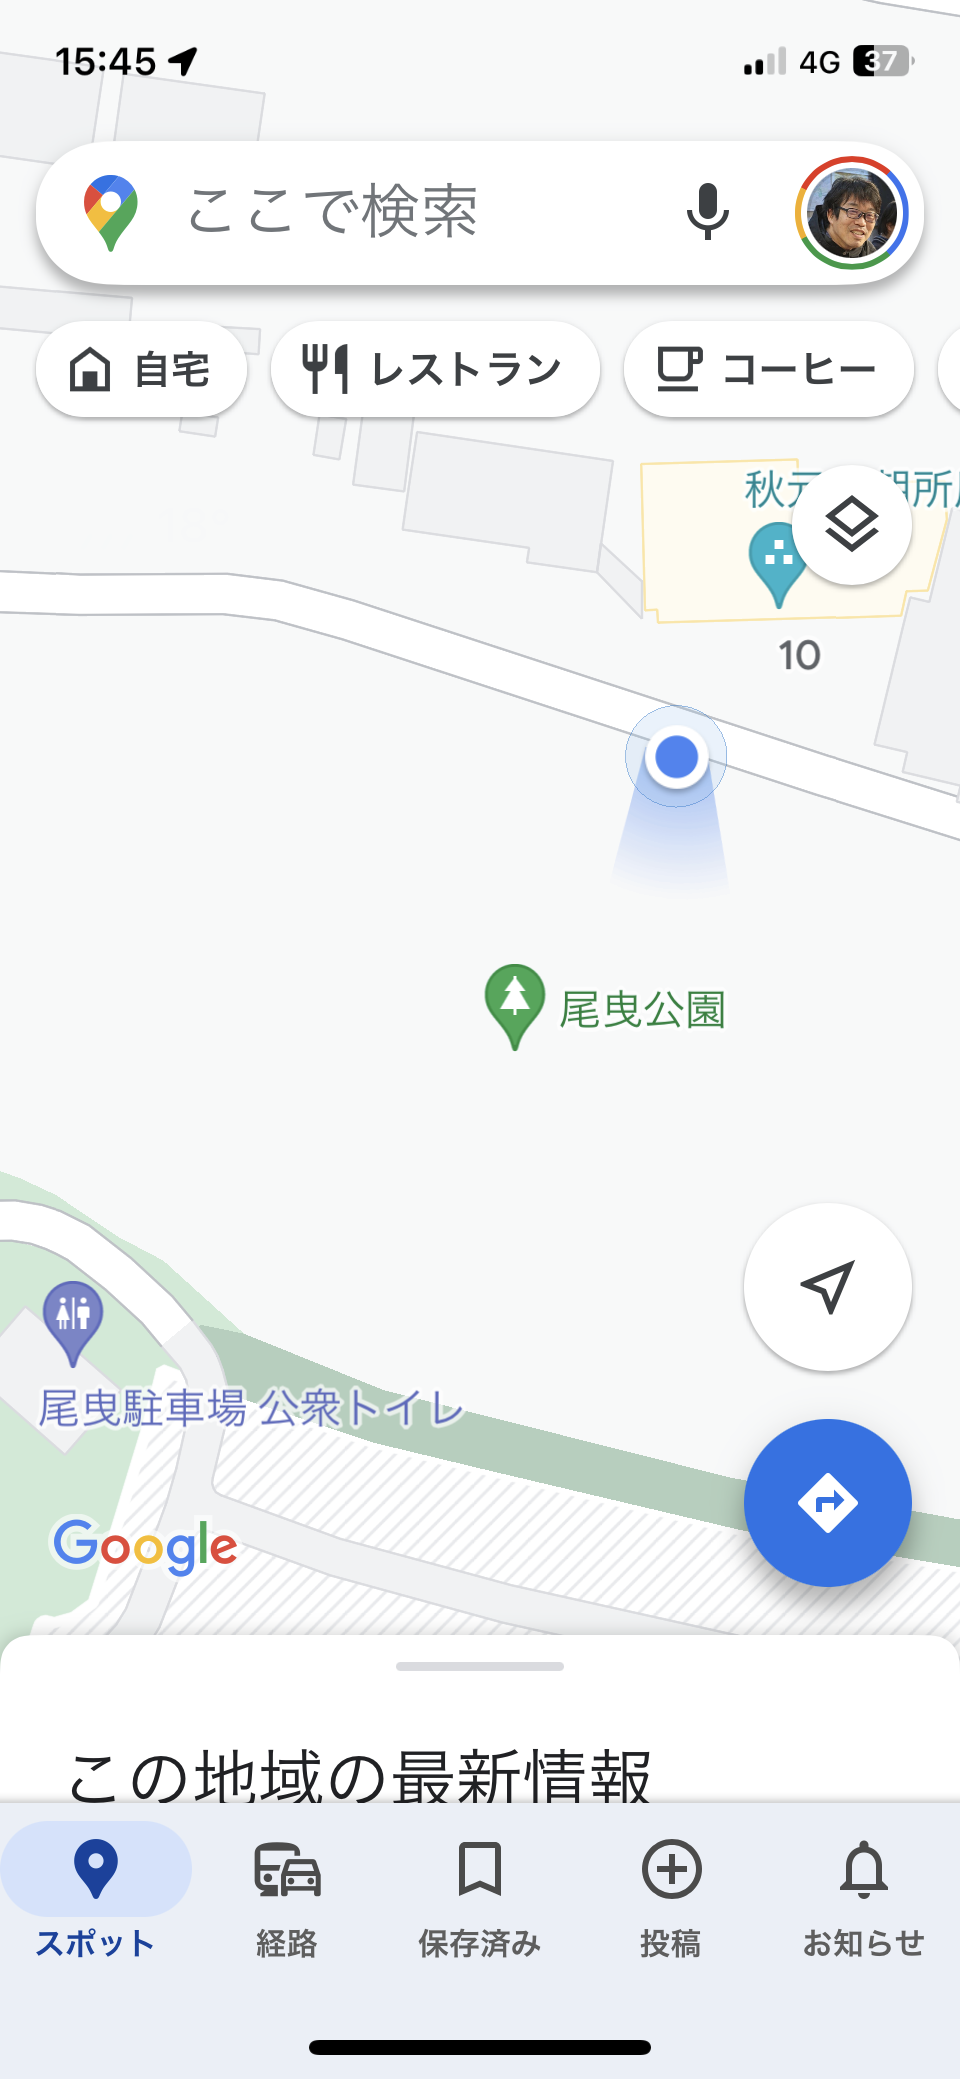 15:45
4G
37
ここで検索
自宅
レストラン
コーヒー
10
尾曳公園
尾曳駐車場 公衆トイレ
Google
この地域の最新情報
スポット
経路
保存済み
投稿
お知らせ